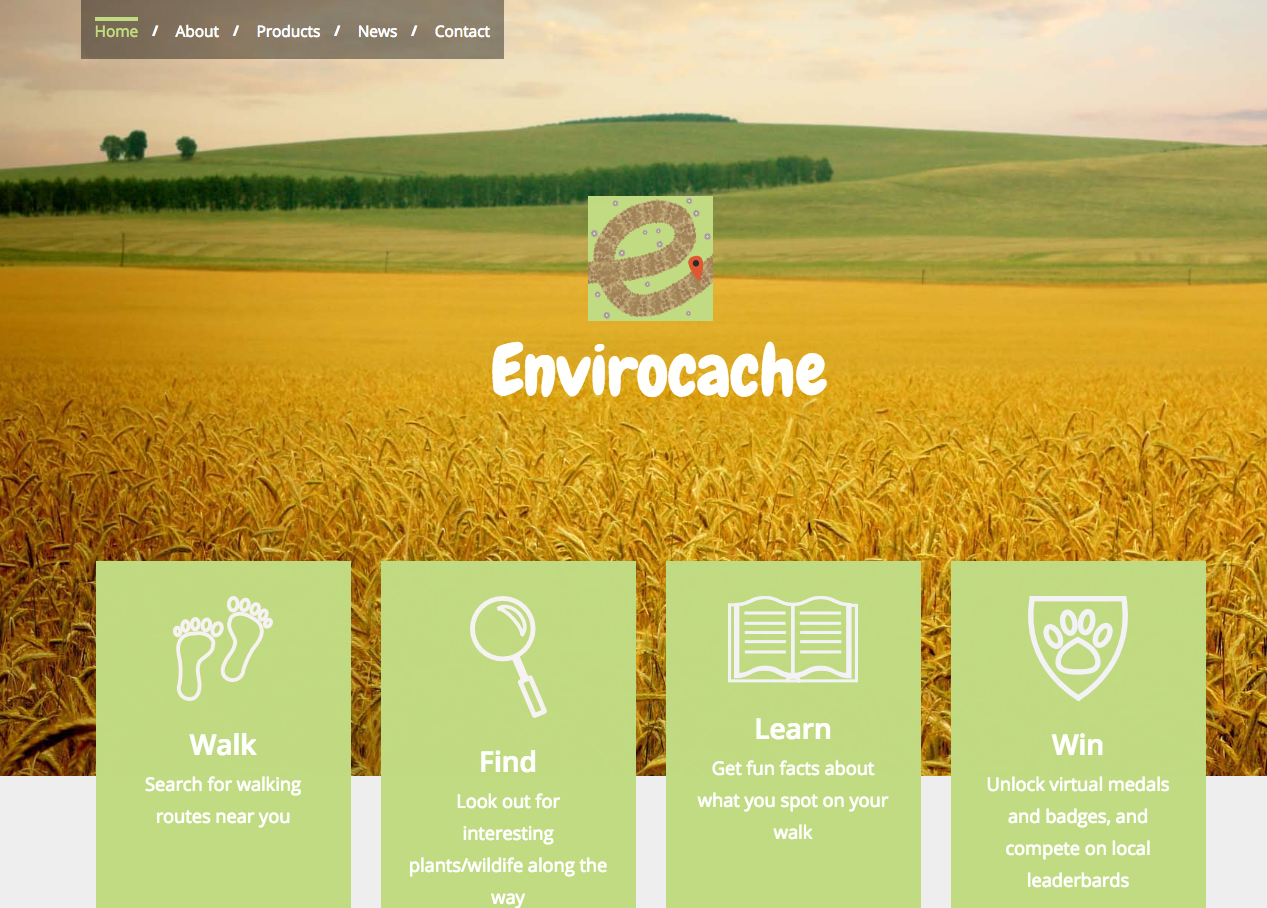 Home / About / Products / News / Contact
Envirocache
Walk
Search for walking
routes near you
Find
Look out for
interesting
plants/wildife along the
way
Learn
Get fun facts about
what you spot on your
walk
Win
Unlock virtual medals
and badges, and
compete on local
leaderbards